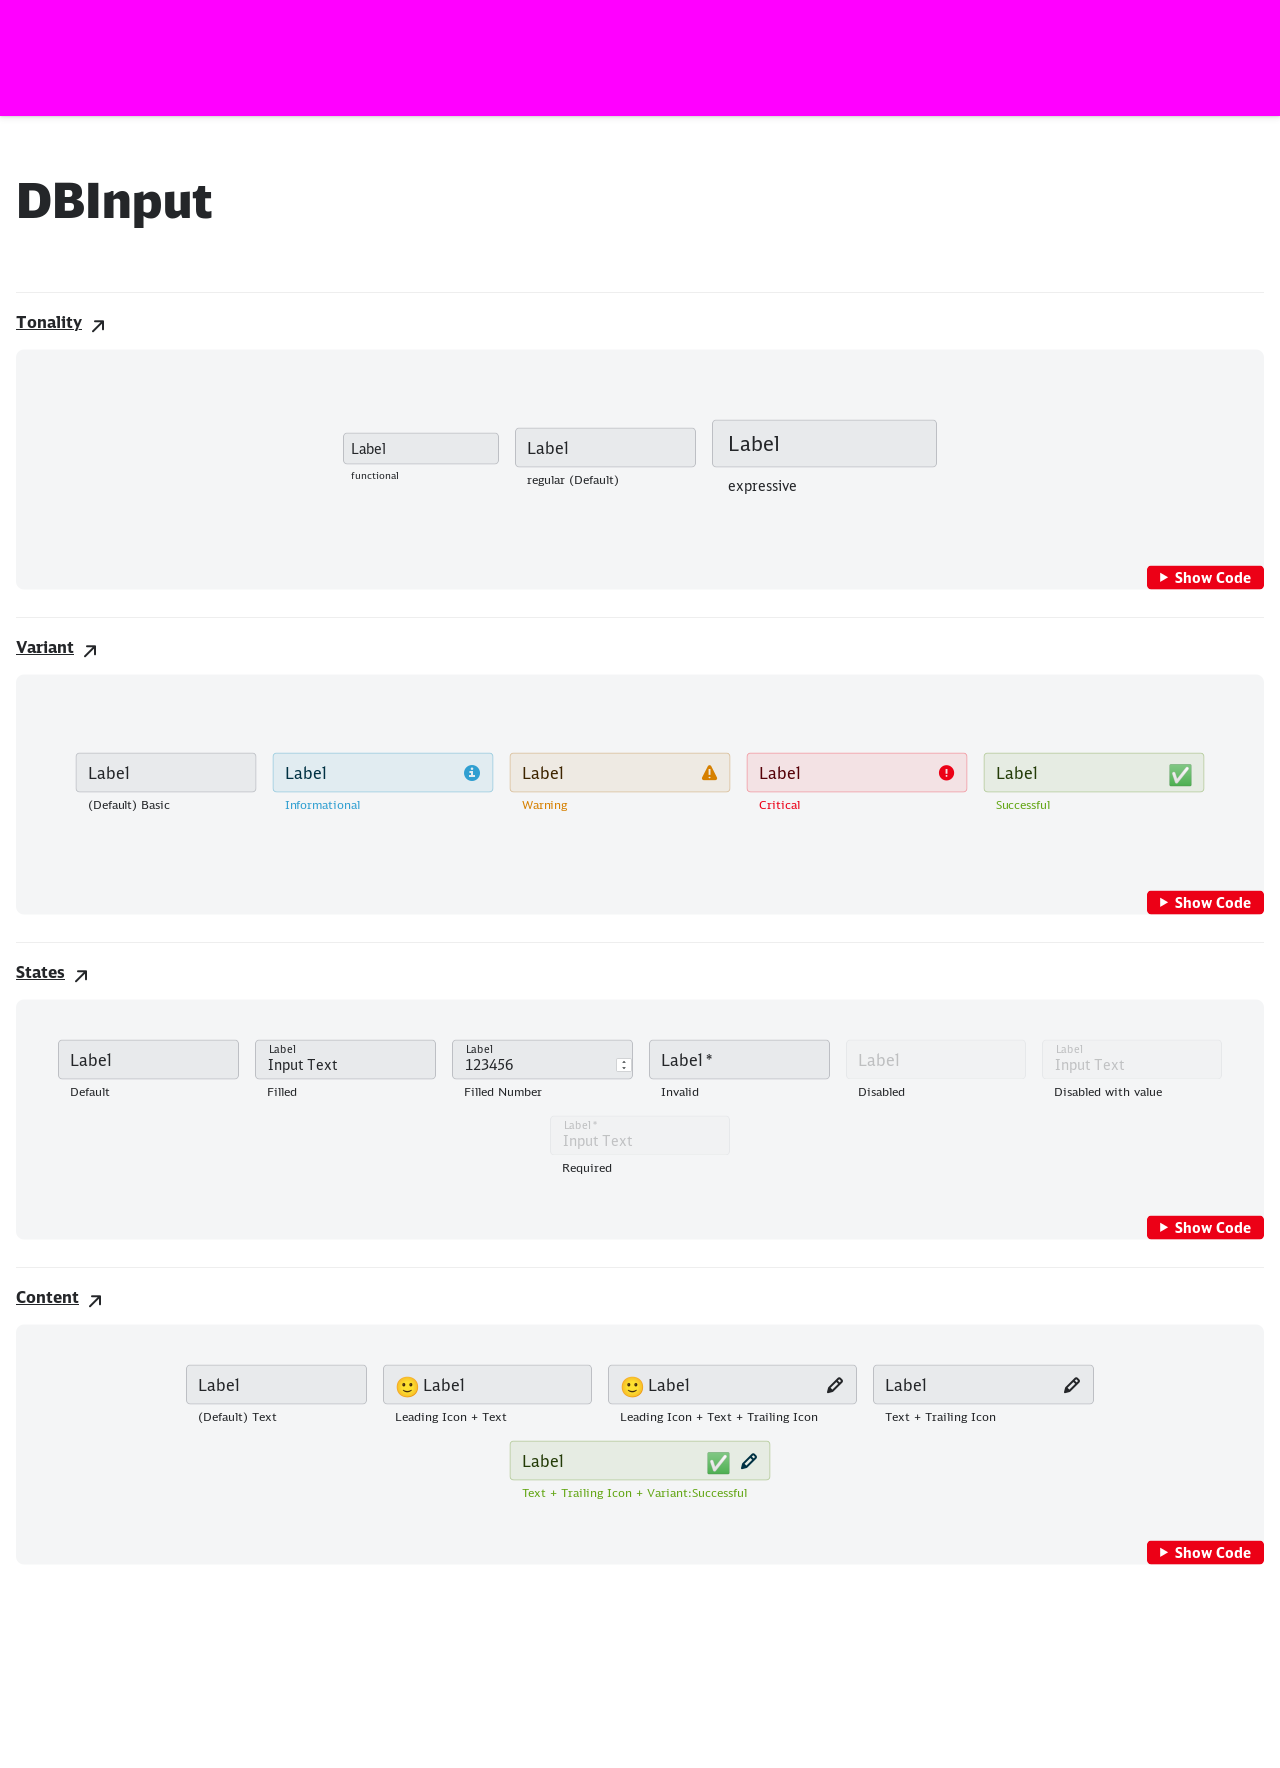 DBInput
Tonality
Label Label Label
functional regular (Default) expressive
Show Code
Variant
Label Label Label Label Label
(Default) Basic Informational Warning Critical Successful
Show Code
States
Label Label Input Text Label 123456 Label * Label Label Input Text
Default Filled Filled Number Invalid Disabled Disabled with value
Label *
Input Text
Required
Show Code
Content
Label Label Label Label
(Default) Text Leading Icon + Text Leading Icon + Text + Trailing Icon Text + Trailing Icon
Label
Text + Trailing Icon + Variant:Successful
Show Code